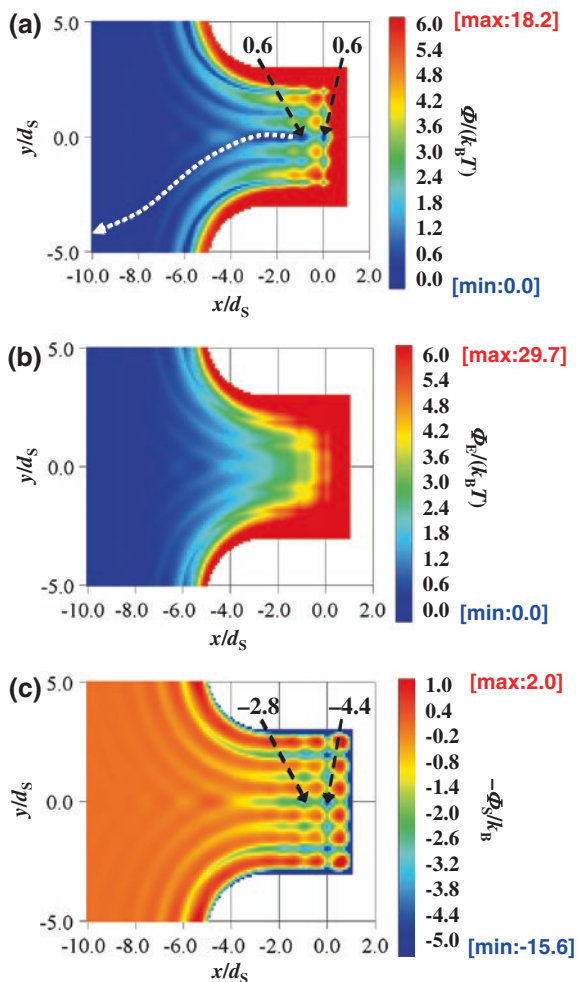 (a)
5.0
0.0
-5.0
y/dS
0.6
0.6
-10.0 -8.0 -6.0 -4.0 -2.0 0.0 2.0
x/dS
6.0
5.4
4.8
4.2
3.6
3.0
2.4
1.8
1.2
0.6
0.0
[max:18.2]
Φ/(kBT)
[min:0.0]
(b)
5.0
0.0
-5.0
y/dS
-10.0 -8.0 -6.0 -4.0 -2.0 0.0 2.0
x/dS
6.0
5.4
4.8
4.2
3.6
3.0
2.4
1.8
1.2
0.6
0.0
[max:29.7]
ΦE/(kBT)
[min:0.0]
(c)
5.0
0.0
-5.0
y/dS
−2.8
−4.4
-10.0 -8.0 -6.0 -4.0 -2.0 0.0 2.0
x/dS
1.0
0.4
-0.2
-0.8
-1.4
-2.0
-2.6
-3.2
-3.8
-4.4
-5.0
[max:2.0]
−ΦS/kB
[min:-15.6]